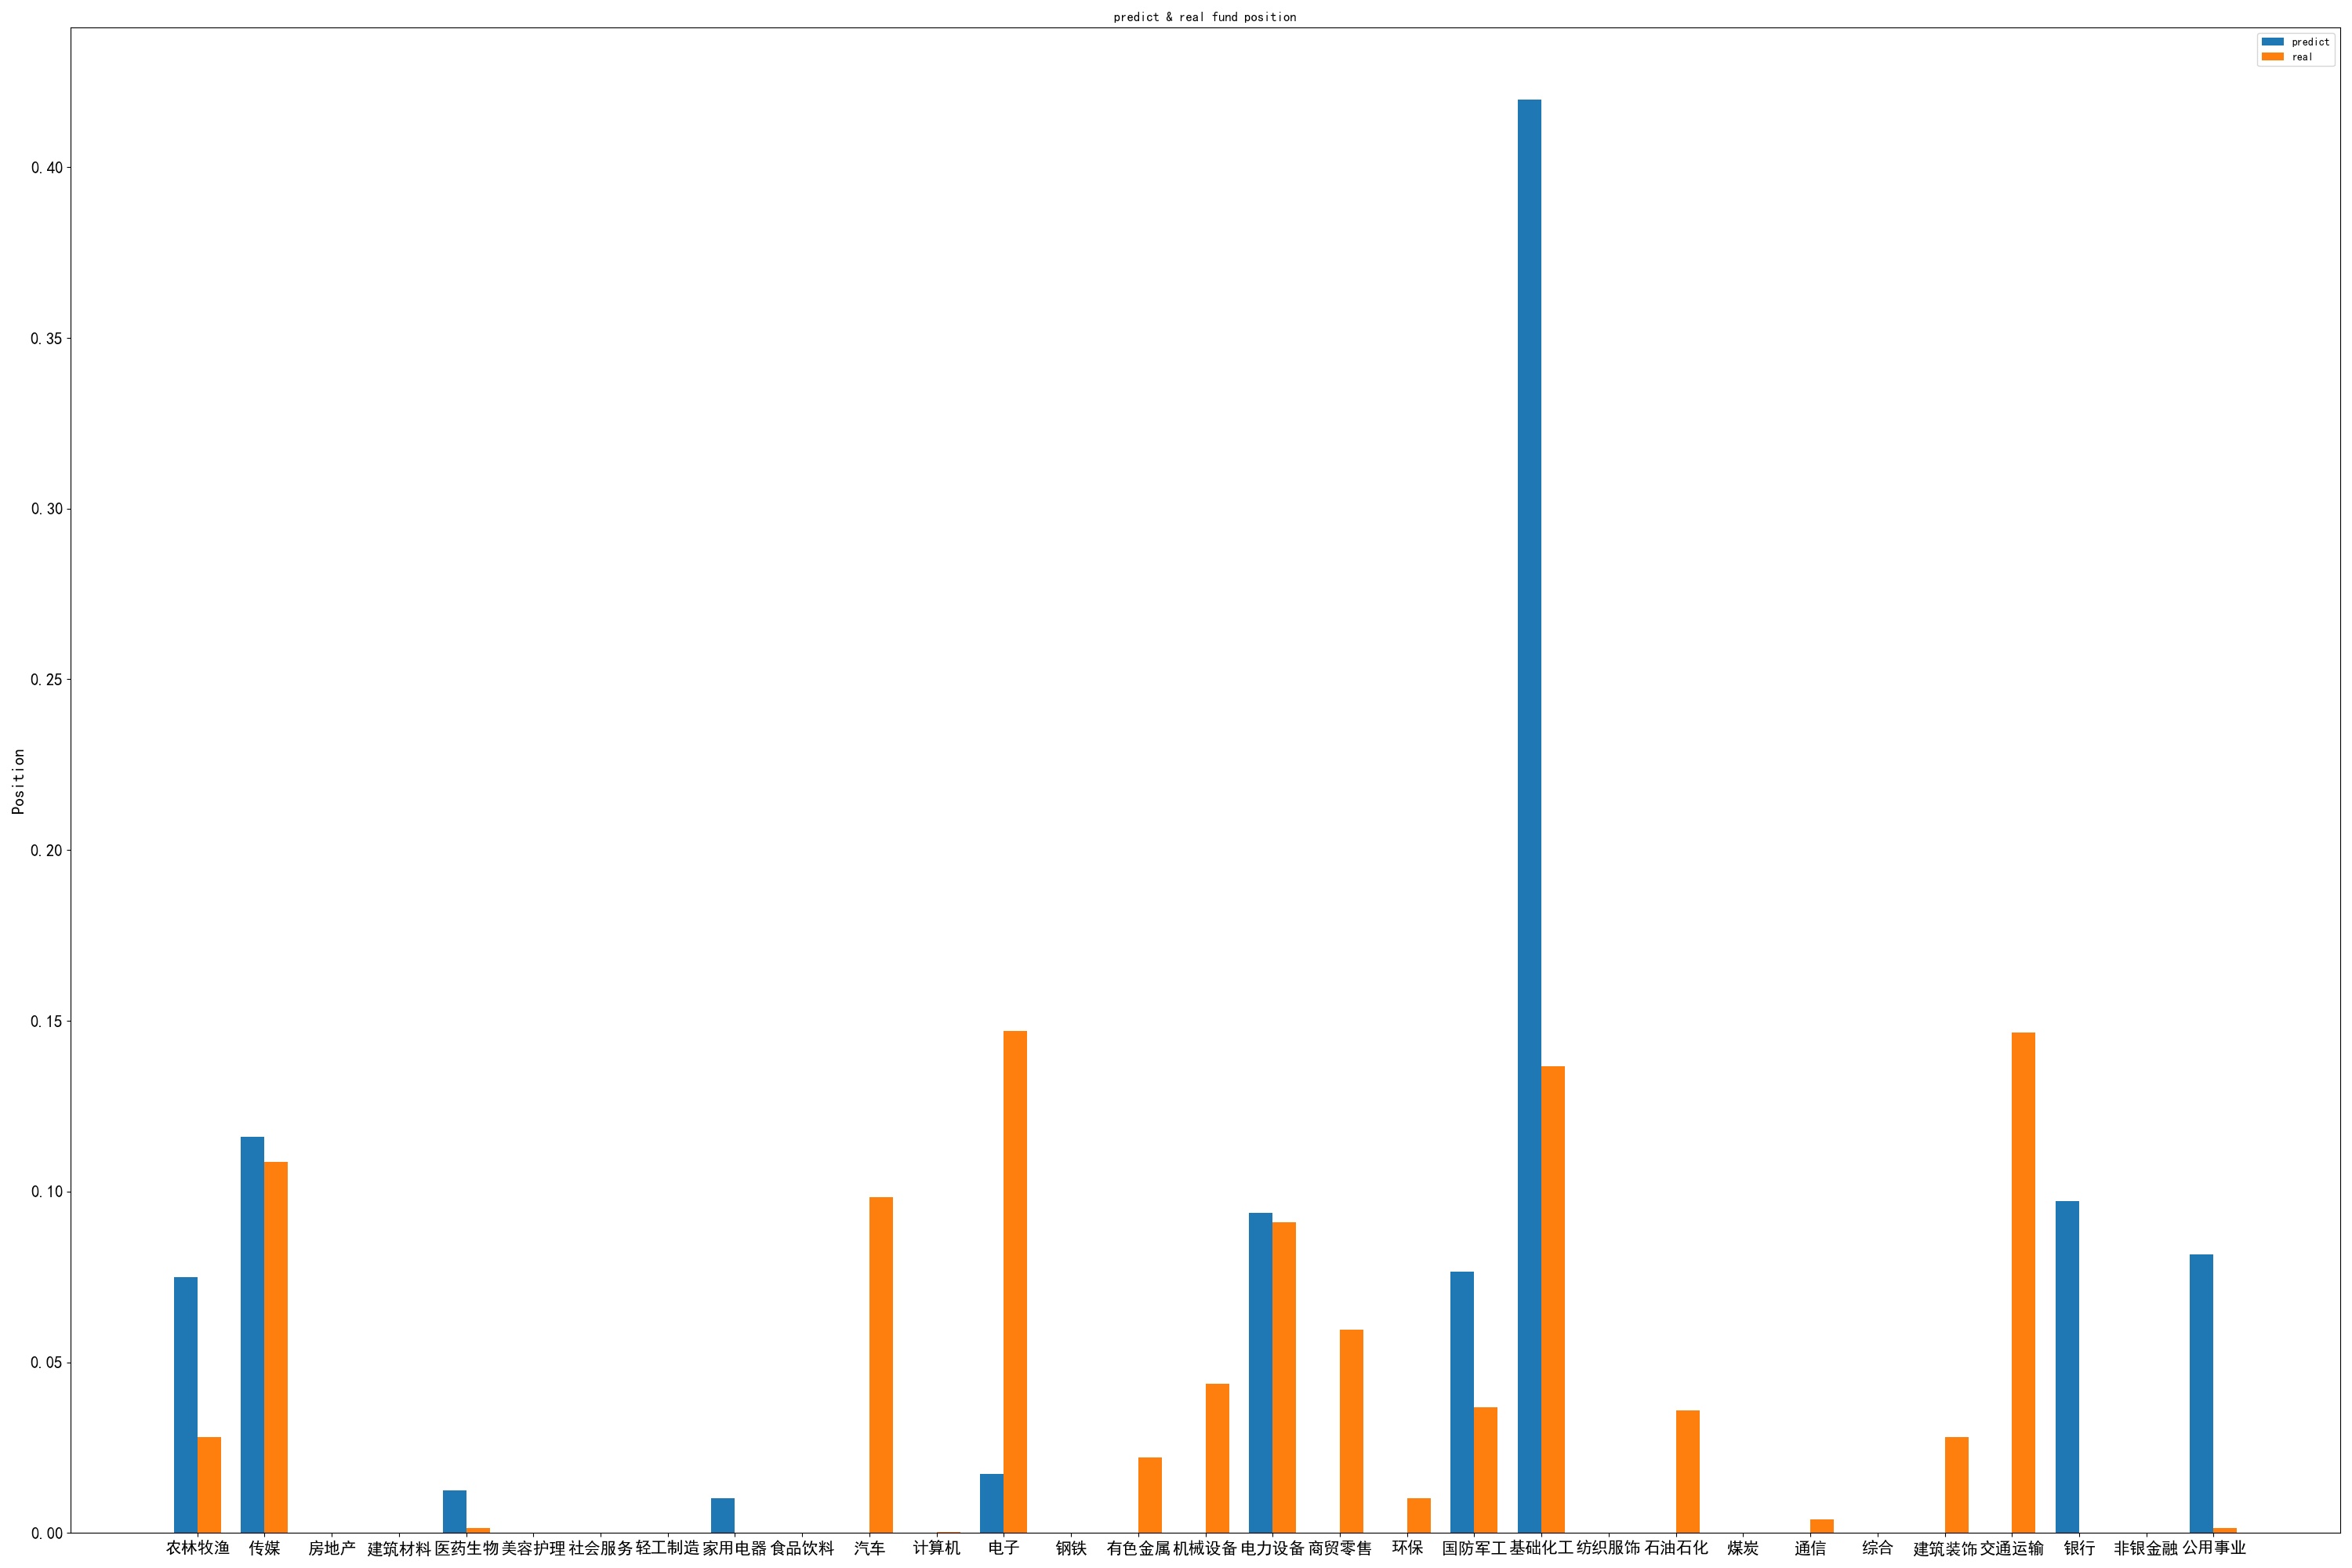 predict & real fund position
predict
real
Position
0.40
0.35
0.30
0.25
0.20
0.15
0.10
0.05
0.00
农林牧渔 传媒 房地产 建筑材料 医药生物 美容护理 社会服务 轻工制造 家用电器 食品饮料 汽车 计算机 电子 钢铁 有色金属 机械设备 电力设备 商贸零售 环保 国防军工 基础化工 纺织服饰 石油石化 煤炭 通信 综合 建筑装饰 交通运输 银行 非银金融 公用事业